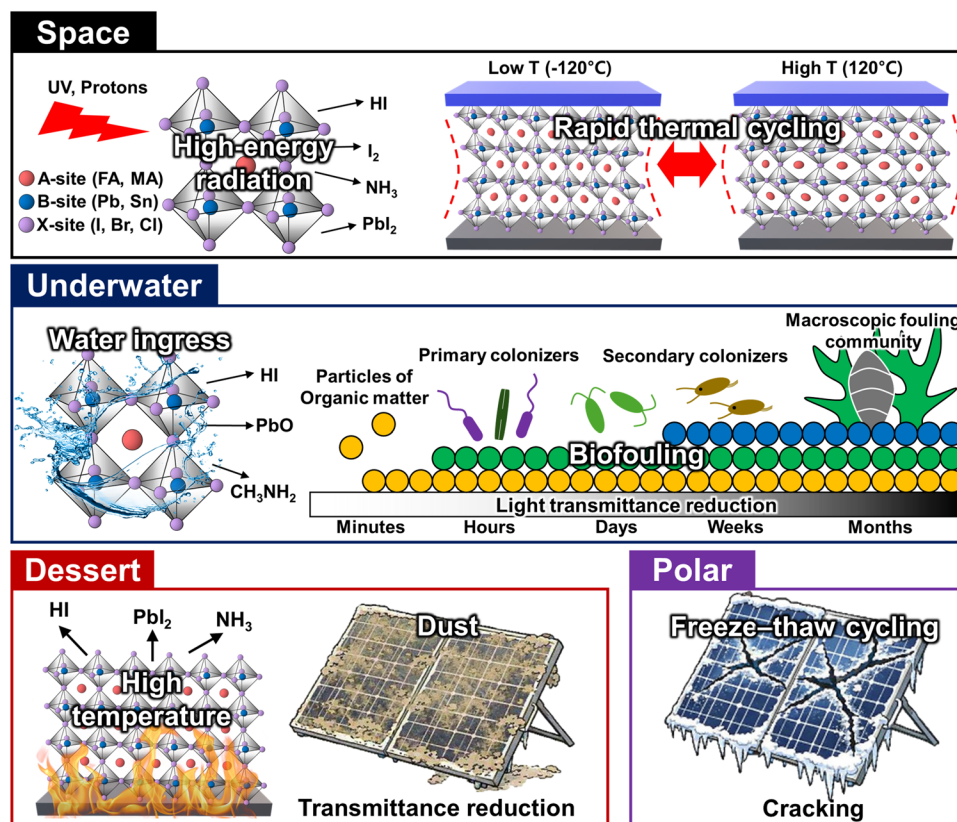 Space
UV, Protons
High-energy
radiation
A-site (FA, MA)
B-site (Pb, Sn)
X-site (I, Br, Cl)
HI
I₂
NH₃
PbI₂
Low T (-120°C)
High T (120°C)
Rapid thermal cycling
Underwater
Water ingress
HI
PbO
CH₃NH₂
Particles of
Organic matter
Primary colonizers
Secondary colonizers
Macroscopic fouling
community
Biofouling
Light transmittance reduction
Minutes
Hours
Days
Weeks
Months
Dessert
HI
PbI₂
NH₃
High
temperature
Dust
Transmittance reduction
Polar
Freeze–thaw cycling
Cracking